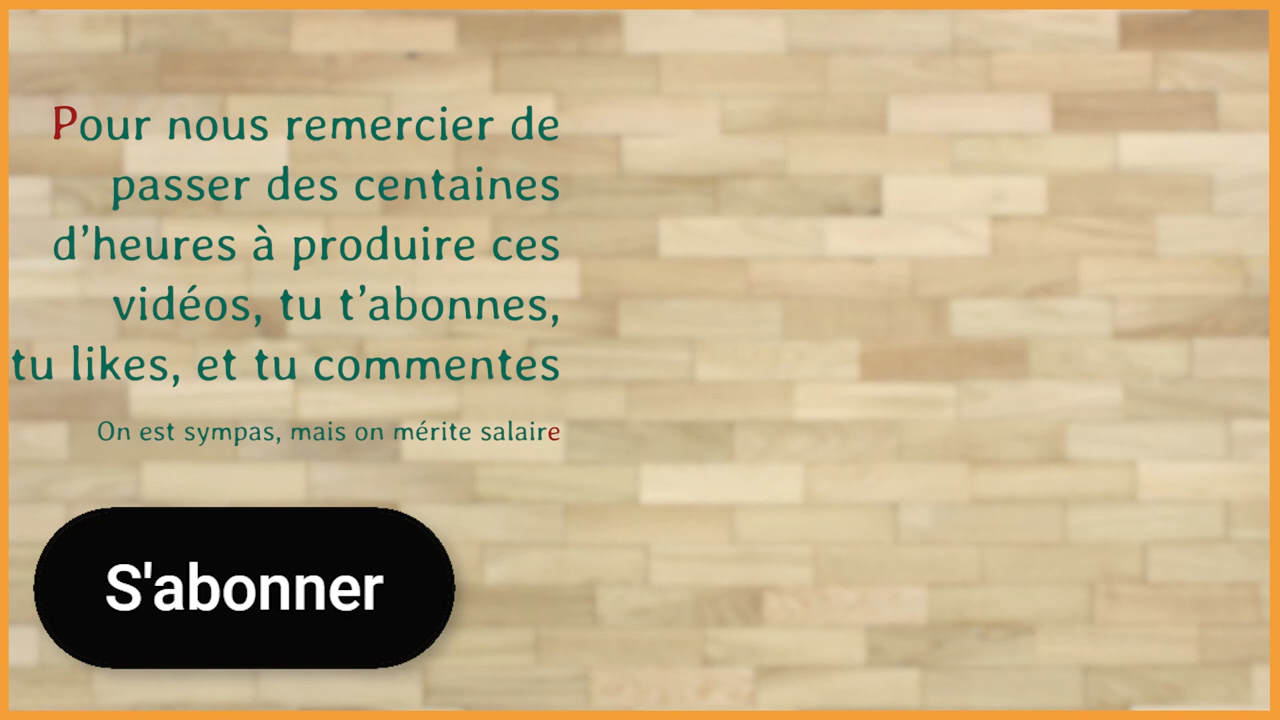 Pour nous remercier de
passer des centaines
d’heures à produire ces
vidéos, tu t’abonnes,
tu likes, et tu commentes
On est sympas, mais on mérite salaire
S'abonner